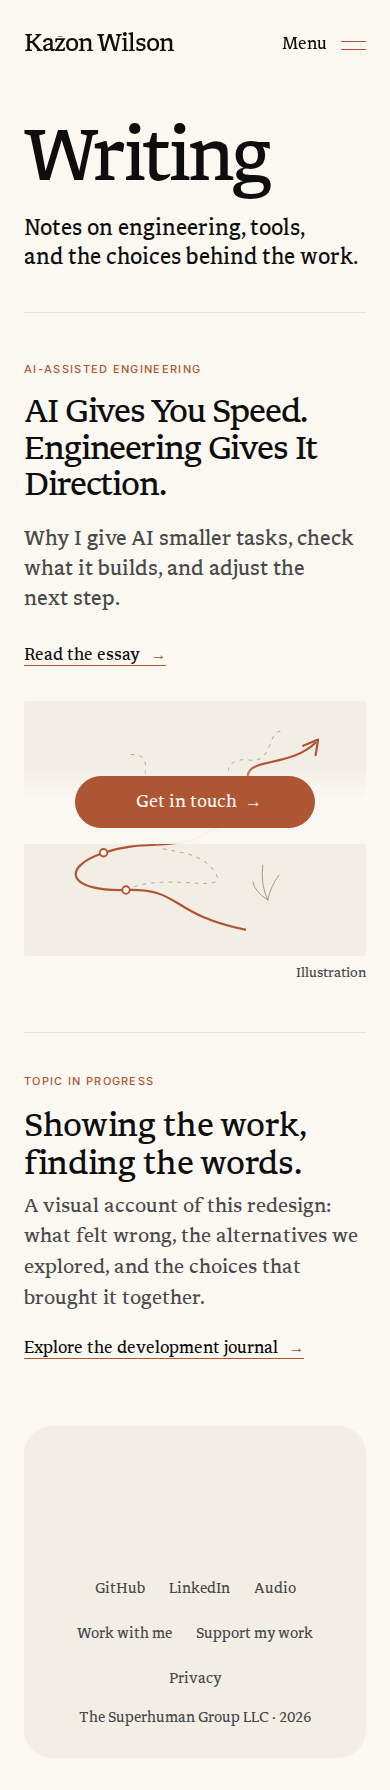 Kazon Wilson
Menu
Writing
Notes on engineering, tools,
and the choices behind the work.
AI-ASSISTED ENGINEERING
AI Gives You Speed.
Engineering Gives It
Direction.
Why I give AI smaller tasks, check
what it builds, and adjust the
next step.
Read the essay →
Get in touch →
Illustration
TOPIC IN PROGRESS
Showing the work,
finding the words.
A visual account of this redesign:
what felt wrong, the alternatives we
explored, and the choices that
brought it together.
Explore the development journal →
GitHub LinkedIn Audio
Work with me Support my work
Privacy
The Superhuman Group LLC · 2026